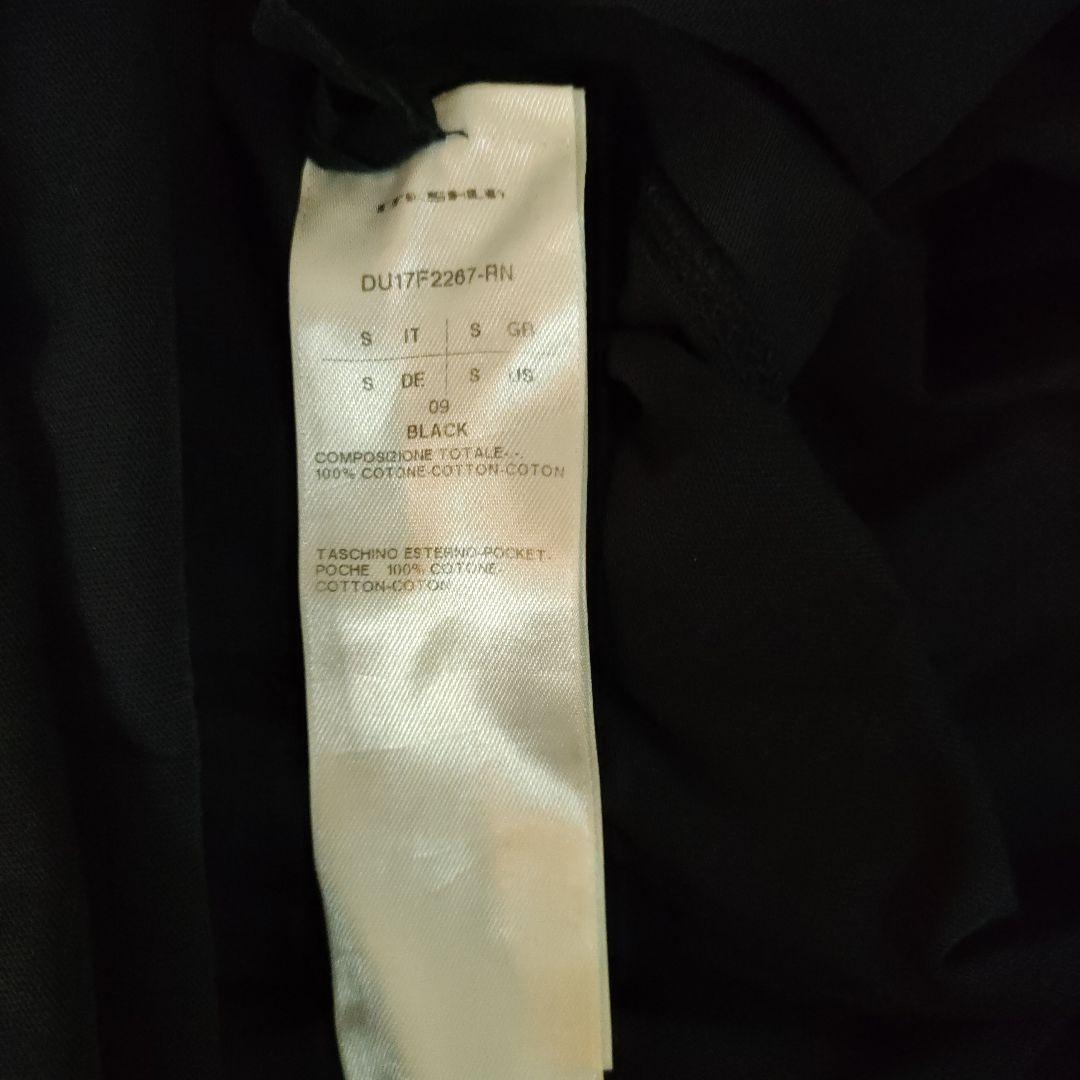 DU17F2267-RN
S IT S GB
S DE S US
09
BLACK
COMPOSIZIONE TOTALE-.-.
100% COTONE-COTTON-COTON
TASCHINO ESTERNO-POCKET.
POCHE 100% COTONE-
COTTON-COTON